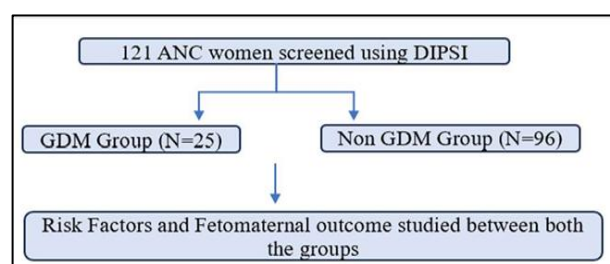 121 ANC women screened using DIPSI
GDM Group (N=25)
Non GDM Group (N=96)
Risk Factors and Fetomaternal outcome studied between both
the groups